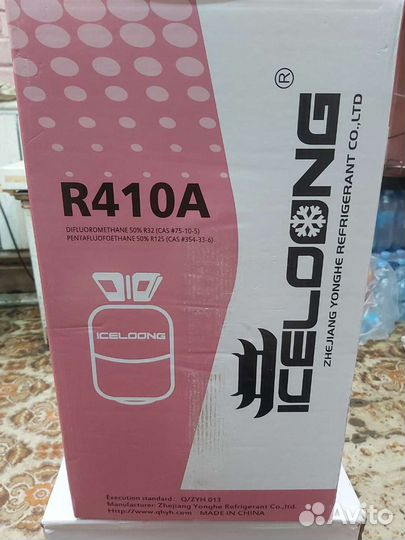 R410A
DIFLUOROMETHANE 50% R32 (CAS #75-10-5)
PENTAFLUOFOETHANE 50% R125 (CAS #354-33-6)
ICELOONG
ICELOONG®
ZHEJIANG YONGHE REFRIGERANT CO.,LTD
Execution standard: Q/ZYH 013
Manufacturer: Zhejiang Yonghe Refrigerant Co.,ltd.
Http://www.qhyh.com MADE IN CHINA
Avito